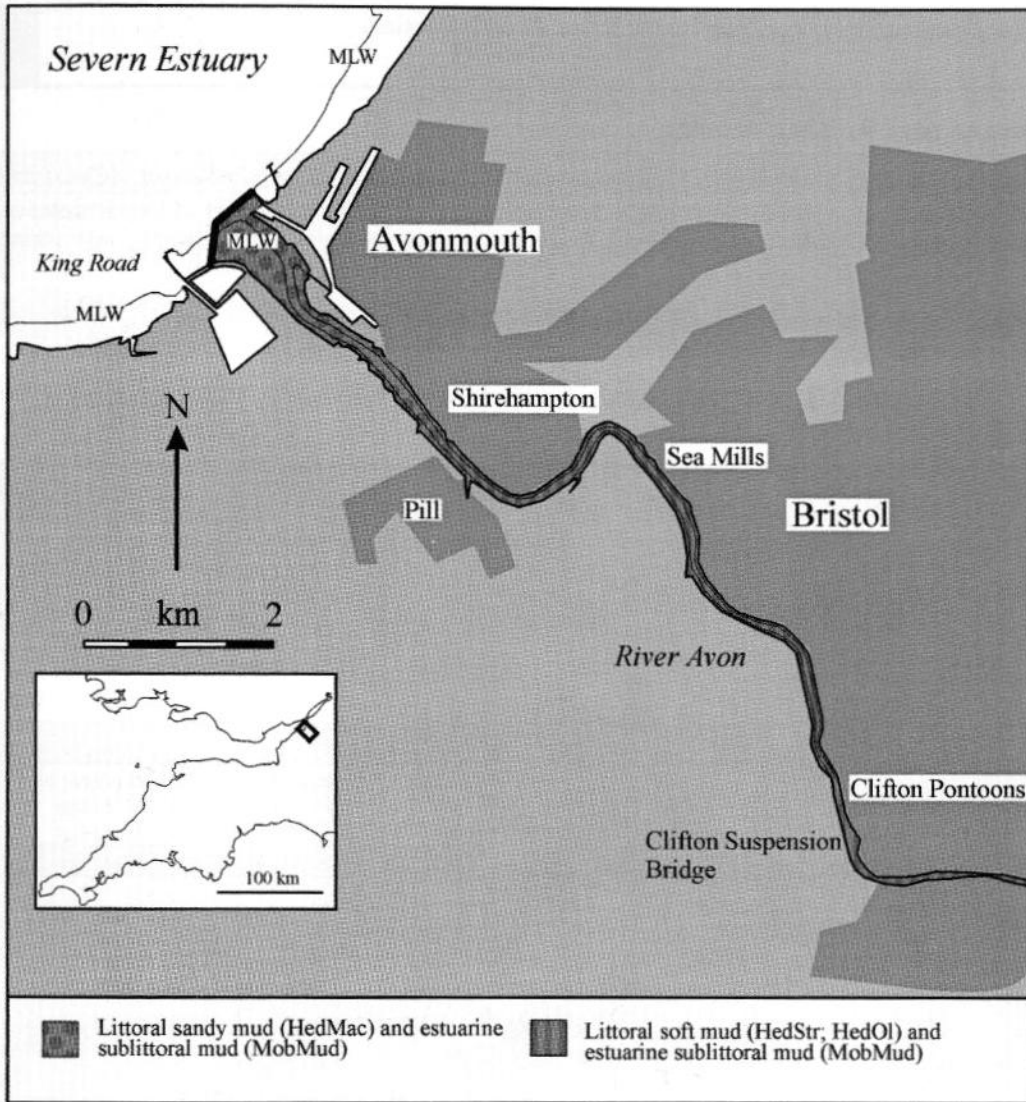 Severn Estuary
MLW
MLW
King Road
MLW
Avonmouth
Shirehampton
Sea Mills
Pill
Bristol
N
0 km 2
River Avon
Clifton Pontoons
Clifton Suspension
Bridge
100 km
Littoral sandy mud (HedMac) and estuarine
sublittoral mud (MobMud)
Littoral soft mud (HedStr; HedOl) and
estuarine sublittoral mud (MobMud)